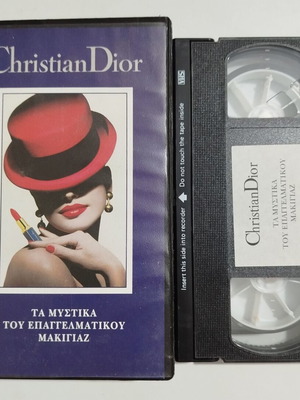 Christian Dior
ΤΑ ΜΥΣΤΙΚΑ
ΤΟΥ ΕΠΑΓΓΕΛΜΑΤΙΚΟΥ
ΜΑΚΙΓΙΑΖ
VHS
Insert this side into recorder
Do not touch the tape inside
Christian Dior
ΤΑ ΜΥΣΤΙΚΑ
ΤΟΥ ΕΠΑΓΓΕΛΜΑΤΙΚΟΥ
ΜΑΚΙΓΙΑΖ